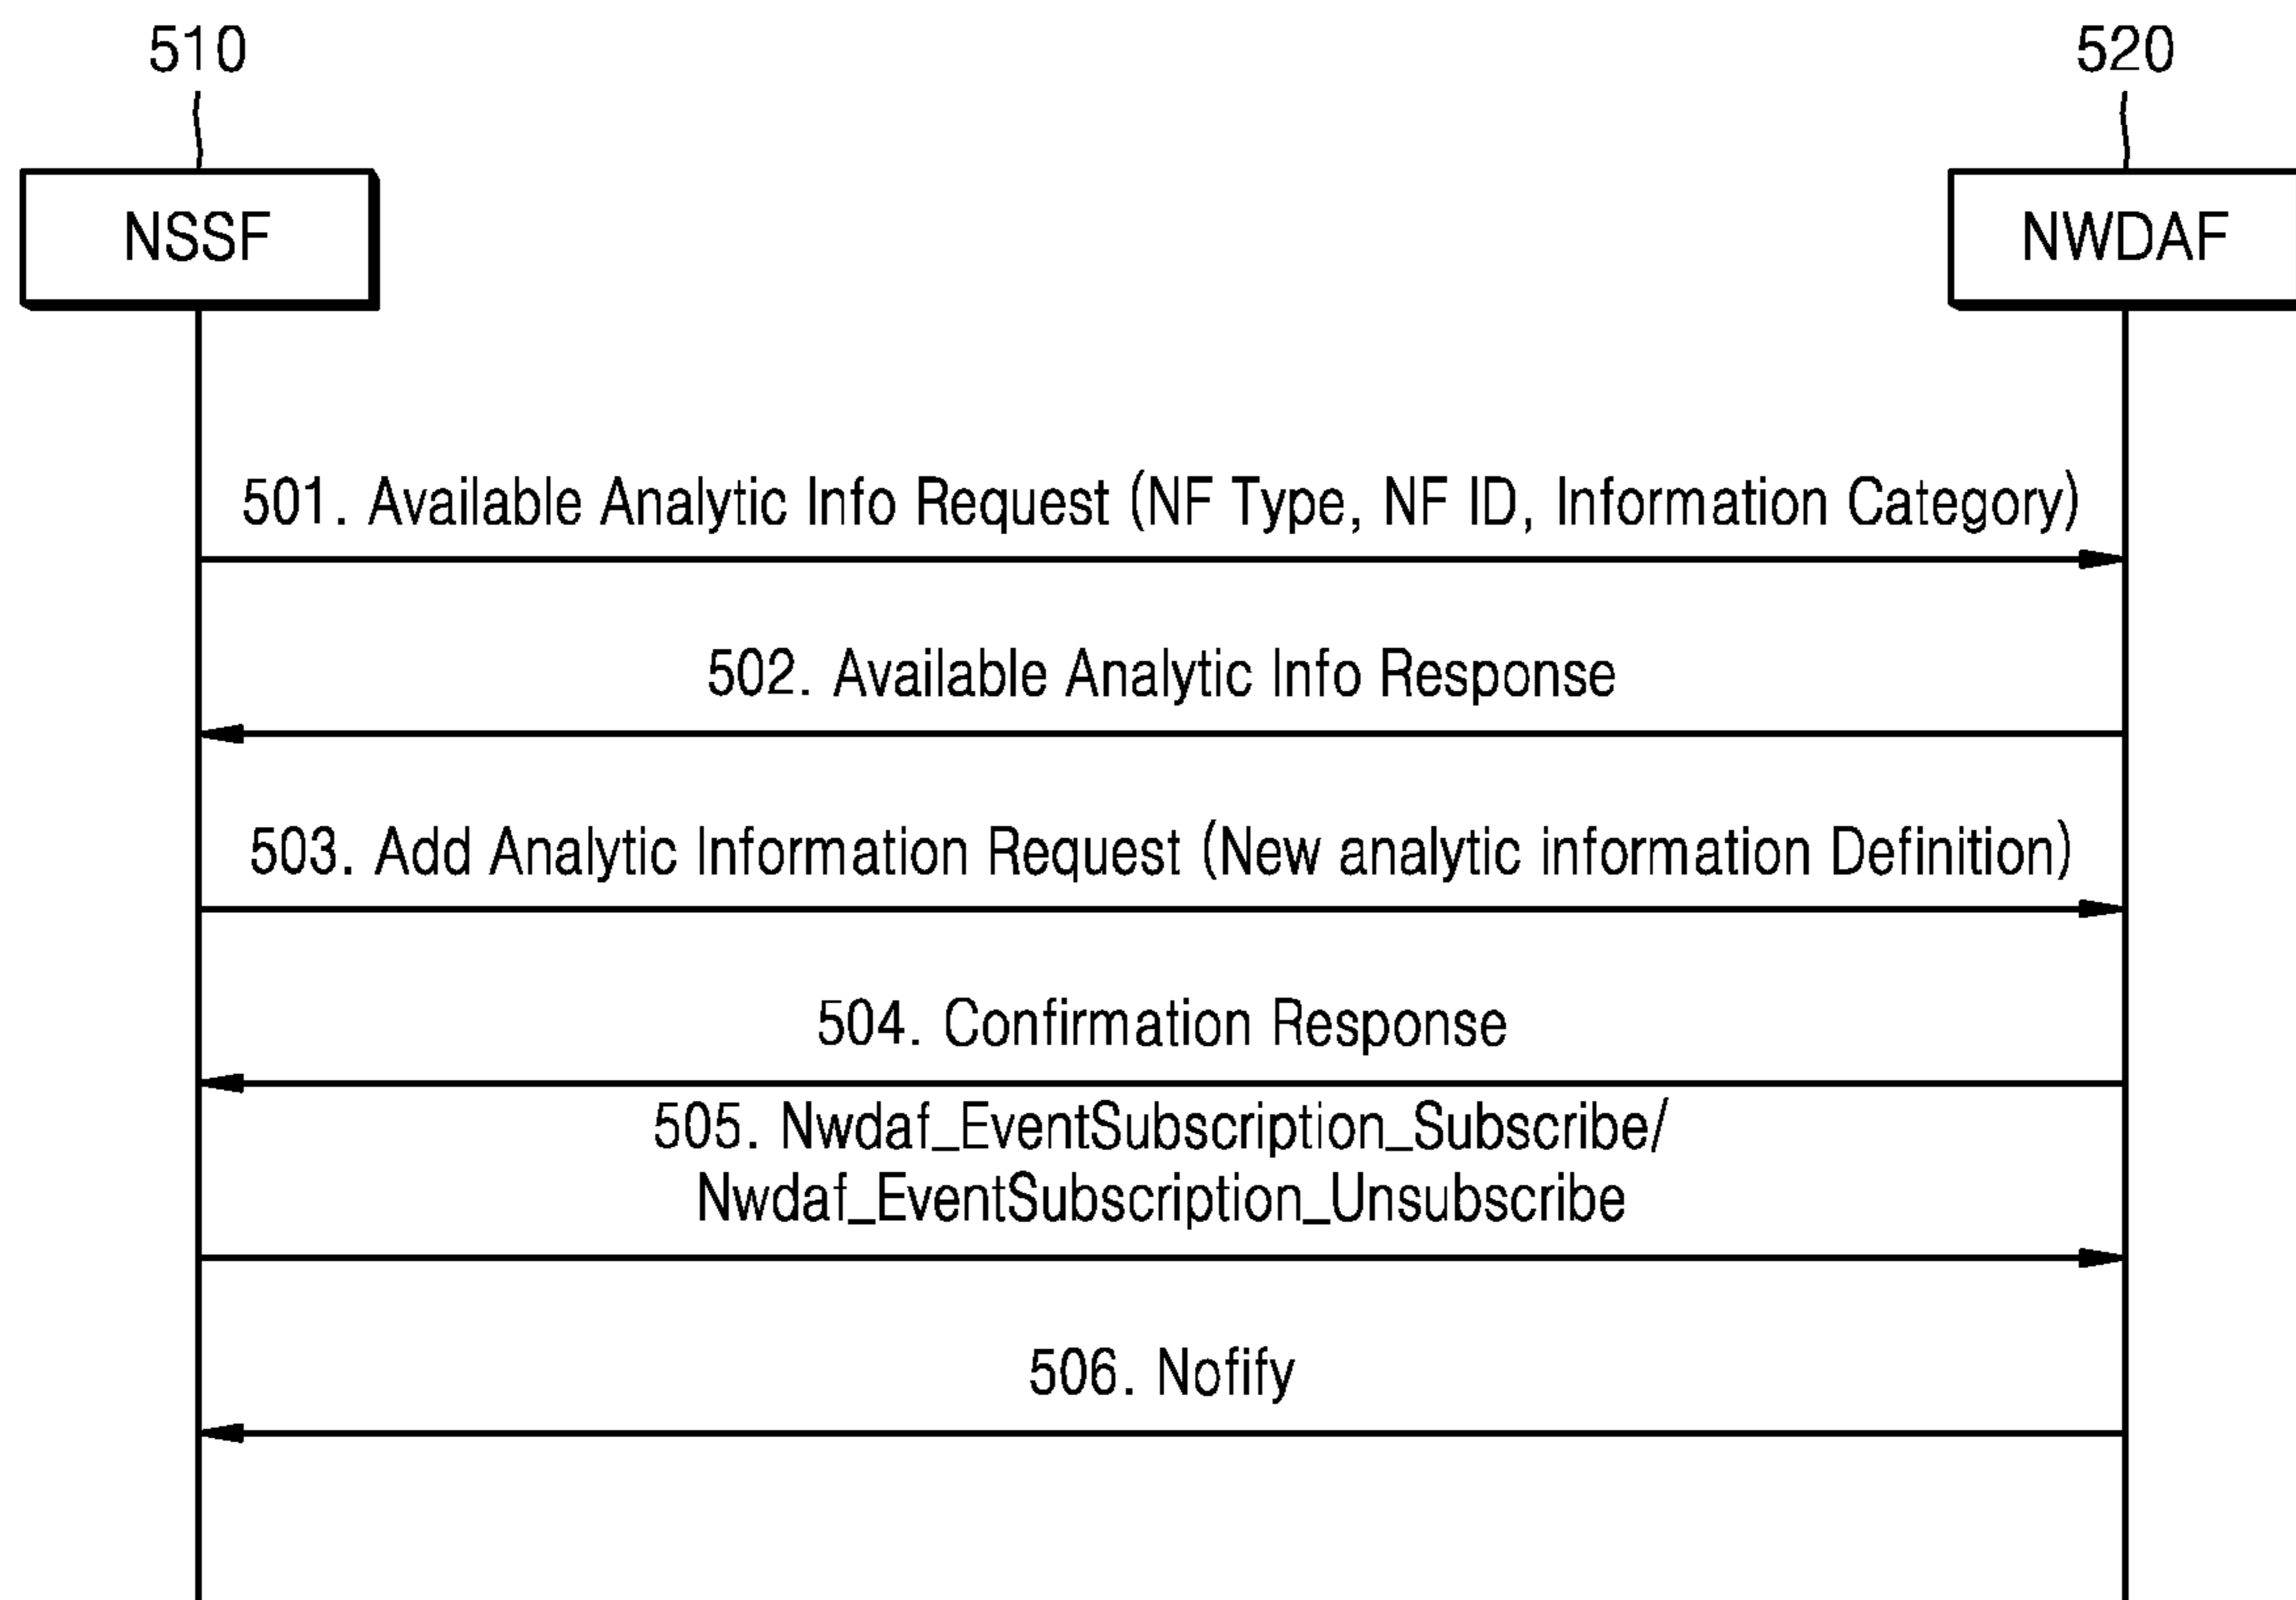 510
520
NSSF
NWDAF
501. Available Analytic Info Request (NF Type, NF ID, Information Category)
502. Available Analytic Info Response
503. Add Analytic Information Request (New analytic information Definition)
504. Confirmation Response
505. Nwdaf_EventSubscription_Subscribe/
Nwdaf_EventSubscription_Unsubscribe
506. Nofify